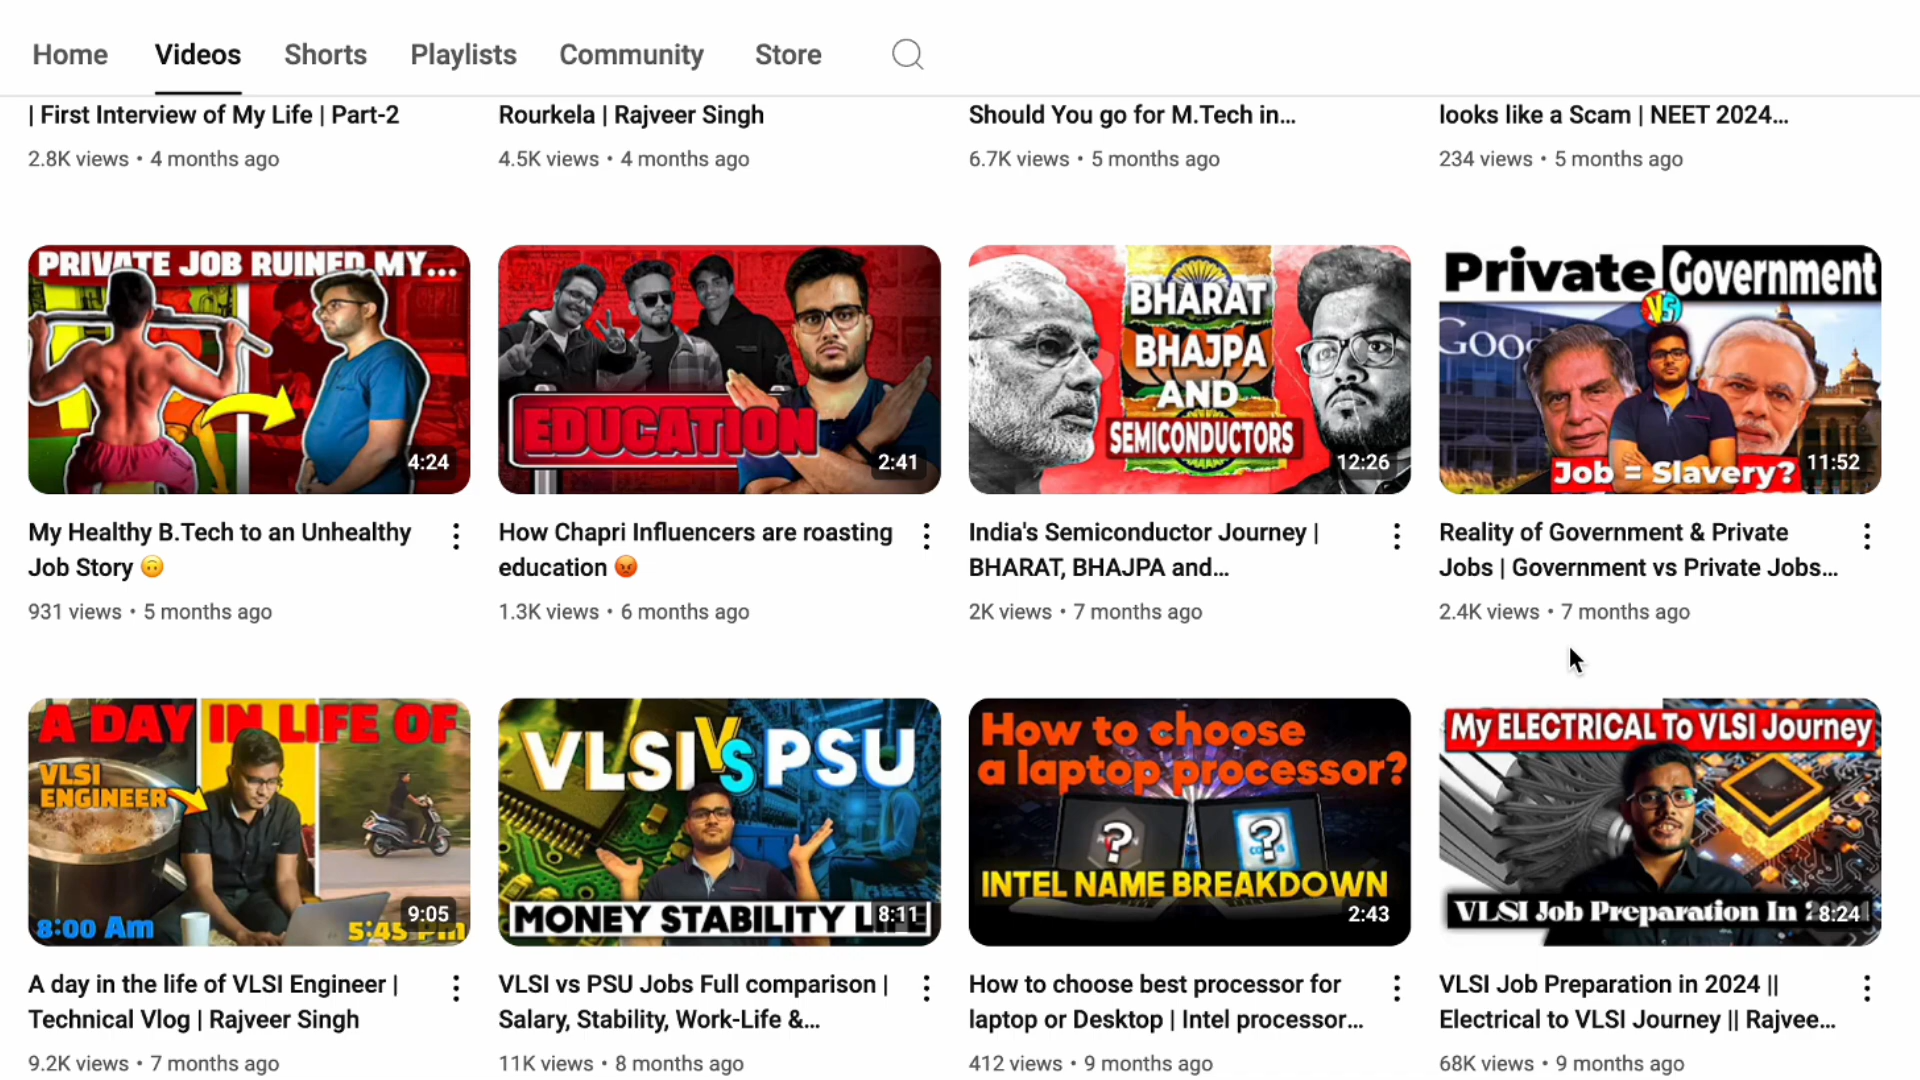 Home Videos Shorts Playlists Community Store
| First Interview of My Life | Part-2
2.8K views • 4 months ago
Rourkela | Rajveer Singh
4.5K views • 4 months ago
Should You go for M.Tech in...
6.7K views • 5 months ago
looks like a Scam | NEET 2024...
234 views • 5 months ago
PRIVATE JOB RUINED MY...
4:24
My Healthy B.Tech to an Unhealthy
Job Story 🙃
931 views • 5 months ago
EDUCATION
2:41
How Chapri Influencers are roasting
education 😡
1.3K views • 6 months ago
BHARAT
BHAJPA
AND
SEMICONDUCTORS
12:26
India's Semiconductor Journey |
BHARAT, BHAJPA and...
2K views • 7 months ago
Private Government
VS
GOO
Job = Slavery?
11:52
Reality of Government & Private
Jobs | Government vs Private Jobs...
2.4K views • 7 months ago
A DAY IN LIFE OF
VLSI
ENGINEER
8:00 Am
5:45 Pm
9:05
A day in the life of VLSI Engineer |
Technical Vlog | Rajveer Singh
9.2K views • 7 months ago
VLSI VS PSU
MONEY STABILITY LIFE
8:11
VLSI vs PSU Jobs Full comparison |
Salary, Stability, Work-Life &...
11K views • 8 months ago
How to choose
a laptop processor?
? ?
INTEL NAME BREAKDOWN
2:43
How to choose best processor for
laptop or Desktop | Intel processor...
412 views • 9 months ago
My ELECTRICAL To VLSI Journey
VLSI Job Preparation In
8:24
VLSI Job Preparation in 2024 ||
Electrical to VLSI Journey || Rajvee...
68K views • 9 months ago